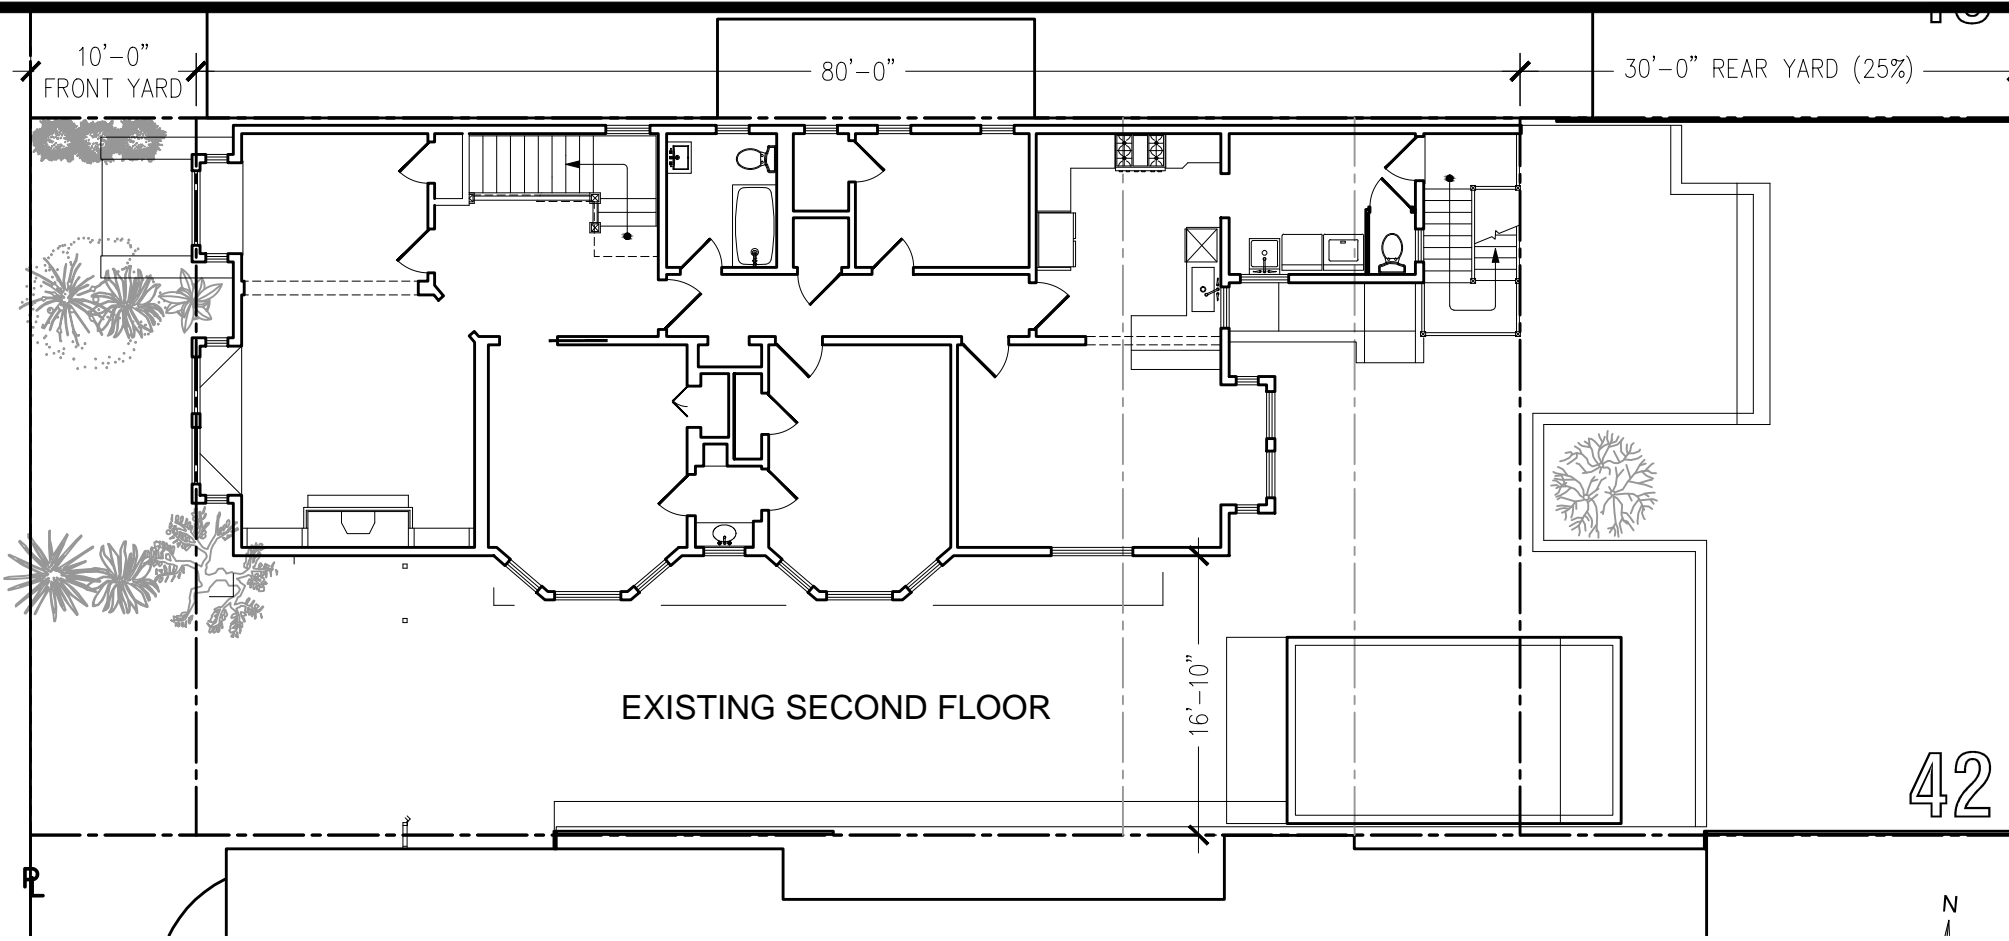 10'-0"
FRONT YARD
80'-0"
30'-0" REAR YARD (25%)
16'-10"
EXISTING SECOND FLOOR
42
PL
N